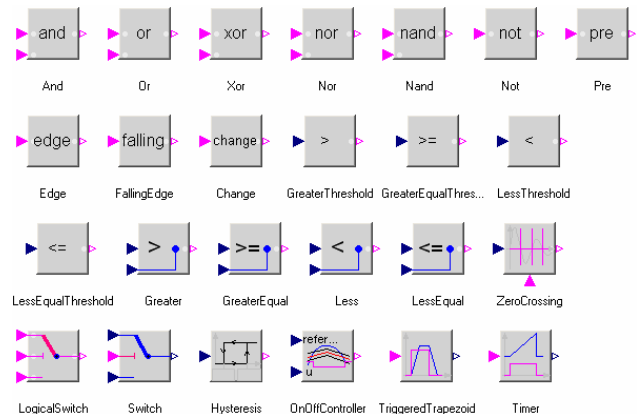 and or xor nor nand not pre
And Or Xor Nor Nand Not Pre
edge falling change > >= <
Edge FallingEdge Change GreaterThreshold GreaterEqualThres... LessThreshold
<= > >= < <=
LessEqualThreshold Greater GreaterEqual Less LessEqual ZeroCrossing
refer...
u
LogicalSwitch Switch Hysteresis OnOffController TriggeredTrapezoid Timer